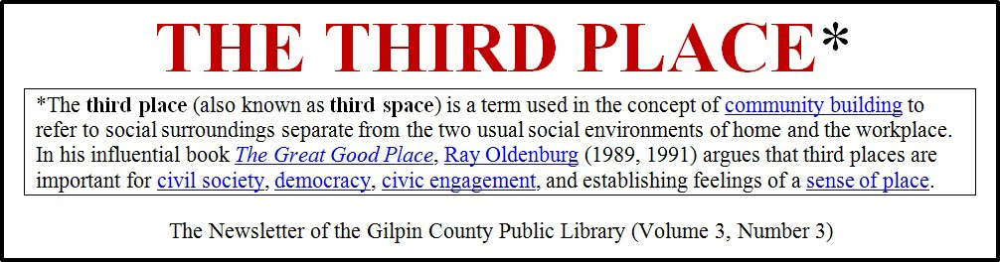 THE THIRD PLACE*
*The third place (also known as third space) is a term used in the concept of community building to
refer to social surroundings separate from the two usual social environments of home and the workplace.
In his influential book The Great Good Place, Ray Oldenburg (1989, 1991) argues that third places are
important for civil society, democracy, civic engagement, and establishing feelings of a sense of place.
The Newsletter of the Gilpin County Public Library (Volume 3, Number 3)